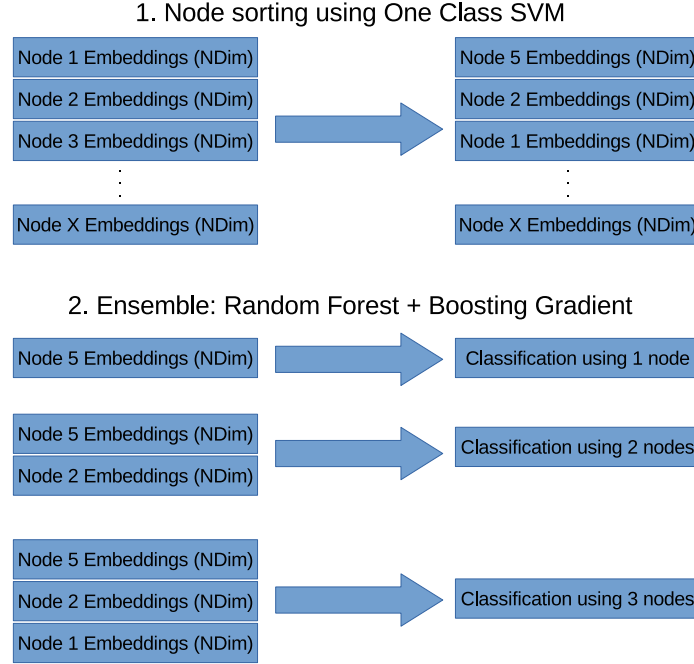 1. Node sorting using One Class SVM
Node 1 Embeddings (NDim)
Node 2 Embeddings (NDim)
Node 3 Embeddings (NDim)
Node X Embeddings (NDim)
Node 5 Embeddings (NDim)
Node 2 Embeddings (NDim)
Node 1 Embeddings (NDim)
Node X Embeddings (NDim)
2. Ensemble: Random Forest + Boosting Gradient
Node 5 Embeddings (NDim)
Classification using 1 node
Node 5 Embeddings (NDim)
Node 2 Embeddings (NDim)
Classification using 2 nodes
Node 5 Embeddings (NDim)
Node 2 Embeddings (NDim)
Node 1 Embeddings (NDim)
Classification using 3 nodes